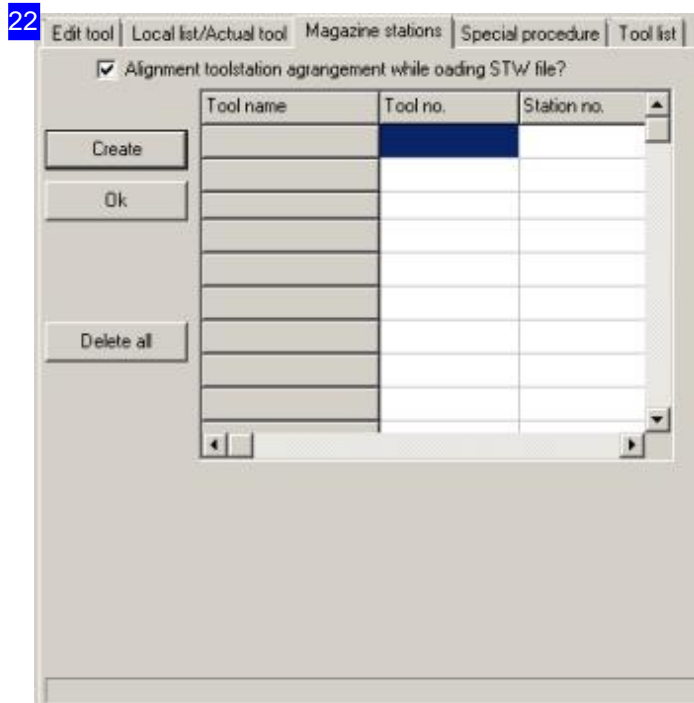 22
Edit tool Local list/Actual tool Magazine stations Special procedure Tool list
Alignment toolstation agrangement while oading STW file?
Tool name Tool no. Station no.
Create
Ok
Delete all